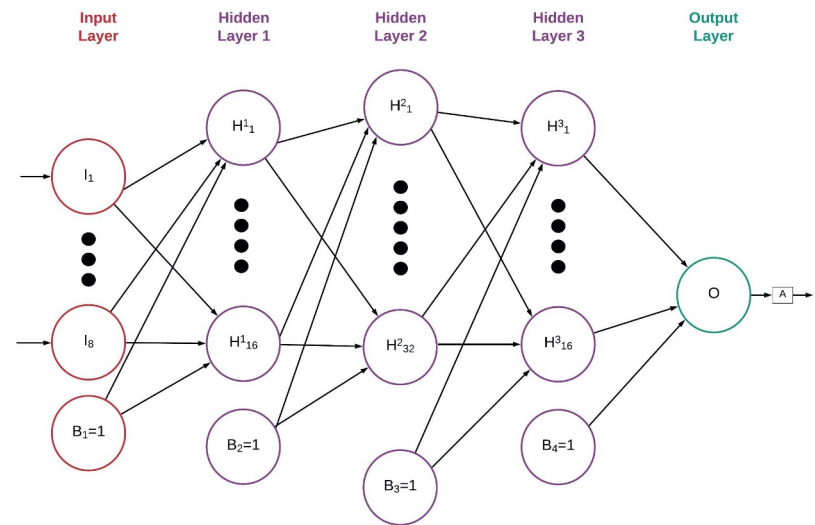 Input
Layer
Hidden
Layer 1
Hidden
Layer 2
Hidden
Layer 3
Output
Layer
I₁
I₈
B₁=1
H¹₁
H¹₁₆
B₂=1
H²₁
H²₃₂
B₃=1
H³₁
H³₁₆
B₄=1
O
A